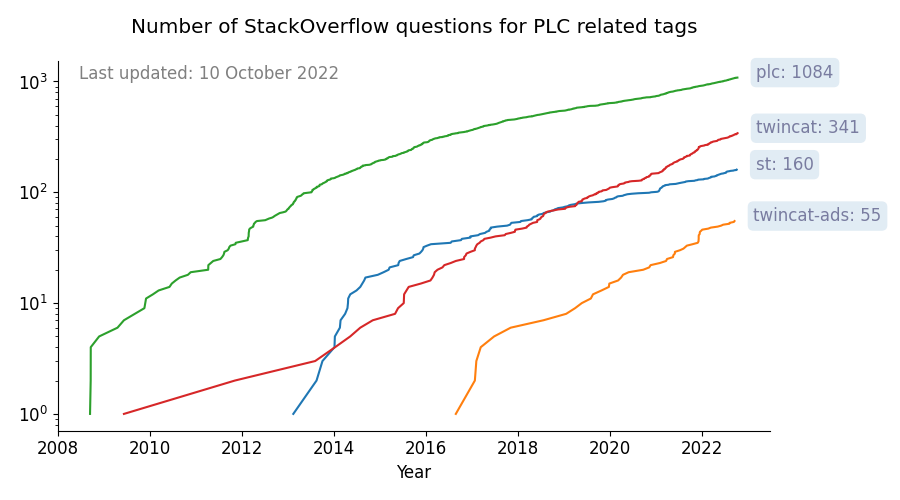 Number of StackOverflow questions for PLC related tags
Last updated: 10 October 2022
10³
10²
10¹
10⁰
plc: 1084
twincat: 341
st: 160
twincat-ads: 55
2008 2010 2012 2014 2016 2018 2020 2022
Year